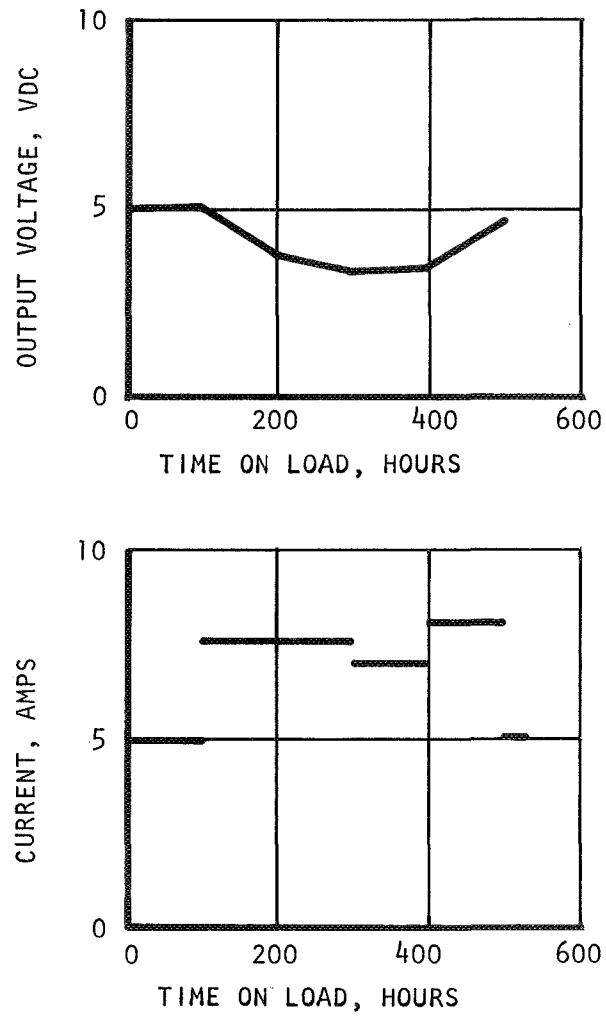 10
OUTPUT VOLTAGE, VDC
5
0
0 200 400 600
TIME ON LOAD, HOURS
10
CURRENT, AMPS
5
0
0 200 400 600
TIME ON LOAD, HOURS